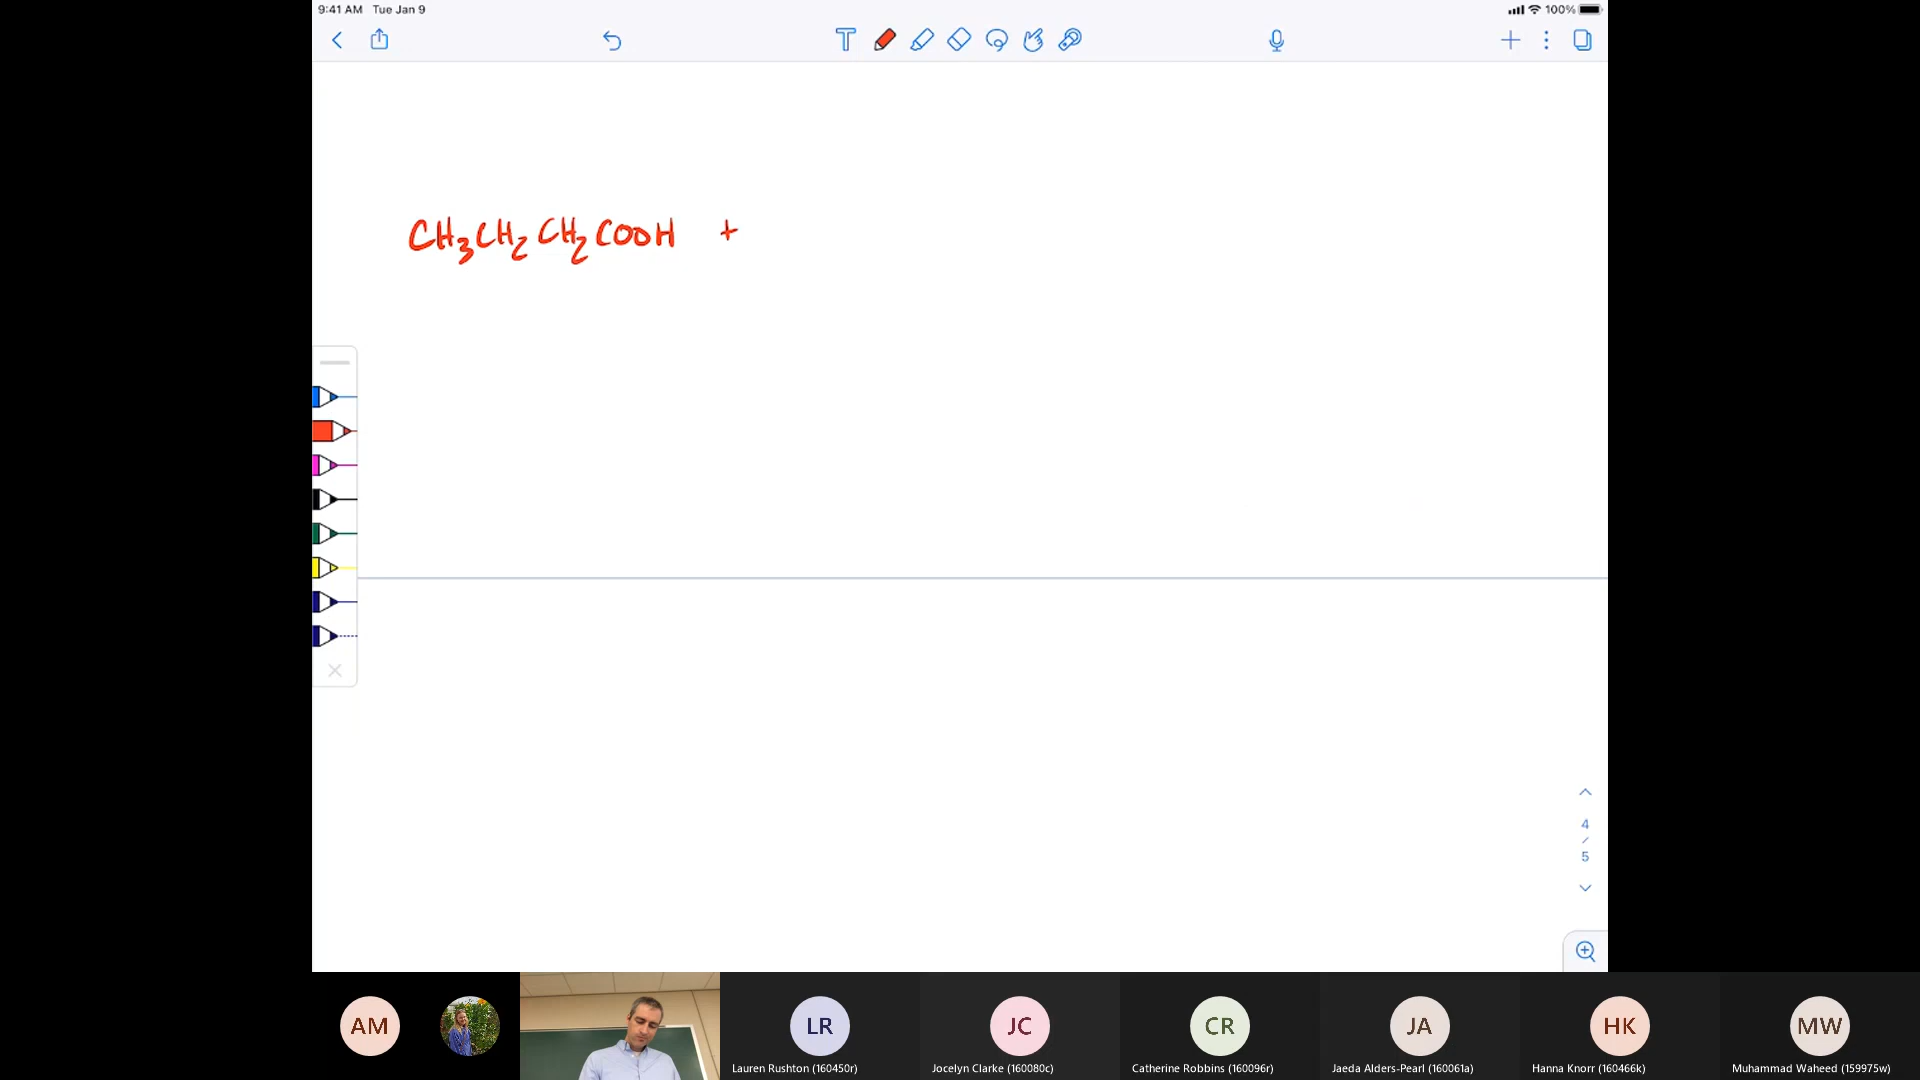 9:41 AM Tue Jan 9
100%
T
CH₃CH₂CH₂COOH +
4
/
5
AM
LR
JC
CR
JA
HK
MW
Lauren Rushton (160450r)
Jocelyn Clarke (160080c)
Catherine Robbins (160096r)
Jaeda Alders-Pearl (160061a)
Hanna Knorr (160466k)
Muhammad Waheed (159975w)